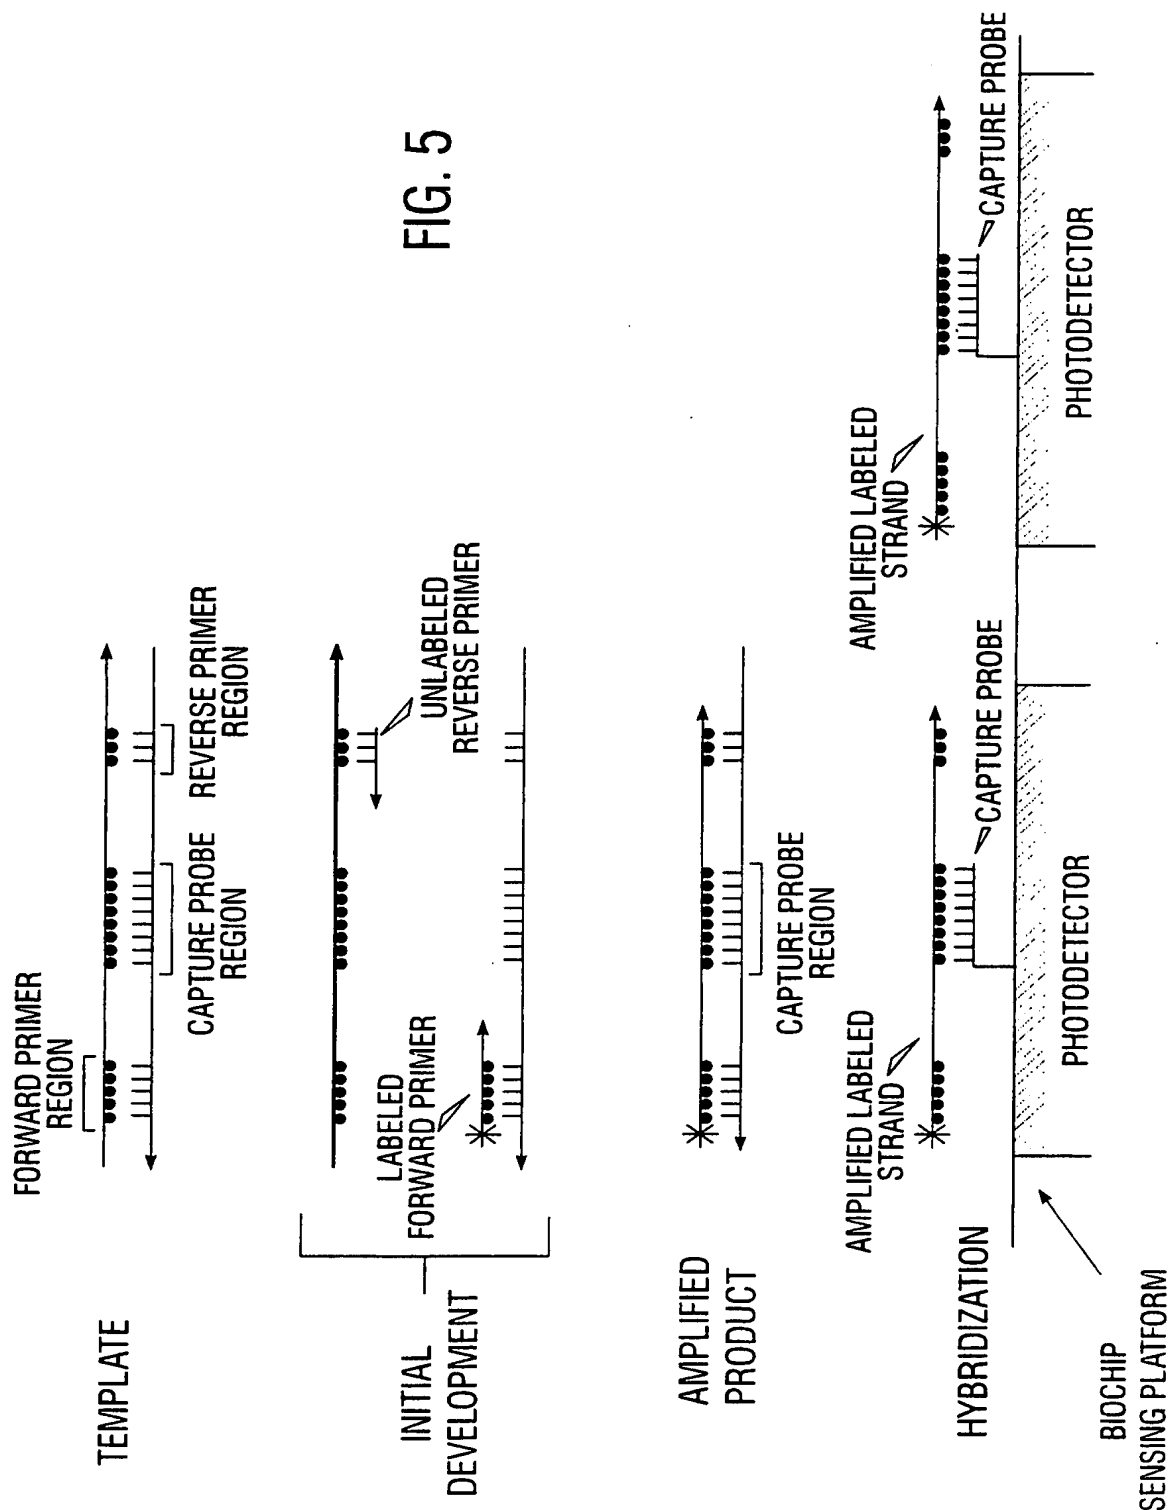 FIG. 5
TEMPLATE
FORWARD PRIMER
REGION
CAPTURE PROBE
REGION
REVERSE PRIMER
REGION
INITIAL
DEVELOPMENT
LABELED
FORWARD PRIMER
UNLABELED
REVERSE PRIMER
AMPLIFIED
PRODUCT
CAPTURE PROBE
REGION
HYBRIDIZATION
AMPLIFIED LABELED
STRAND
CAPTURE PROBE
AMPLIFIED LABELED
STRAND
CAPTURE PROBE
PHOTODETECTOR
PHOTODETECTOR
BIOCHIP
SENSING PLATFORM